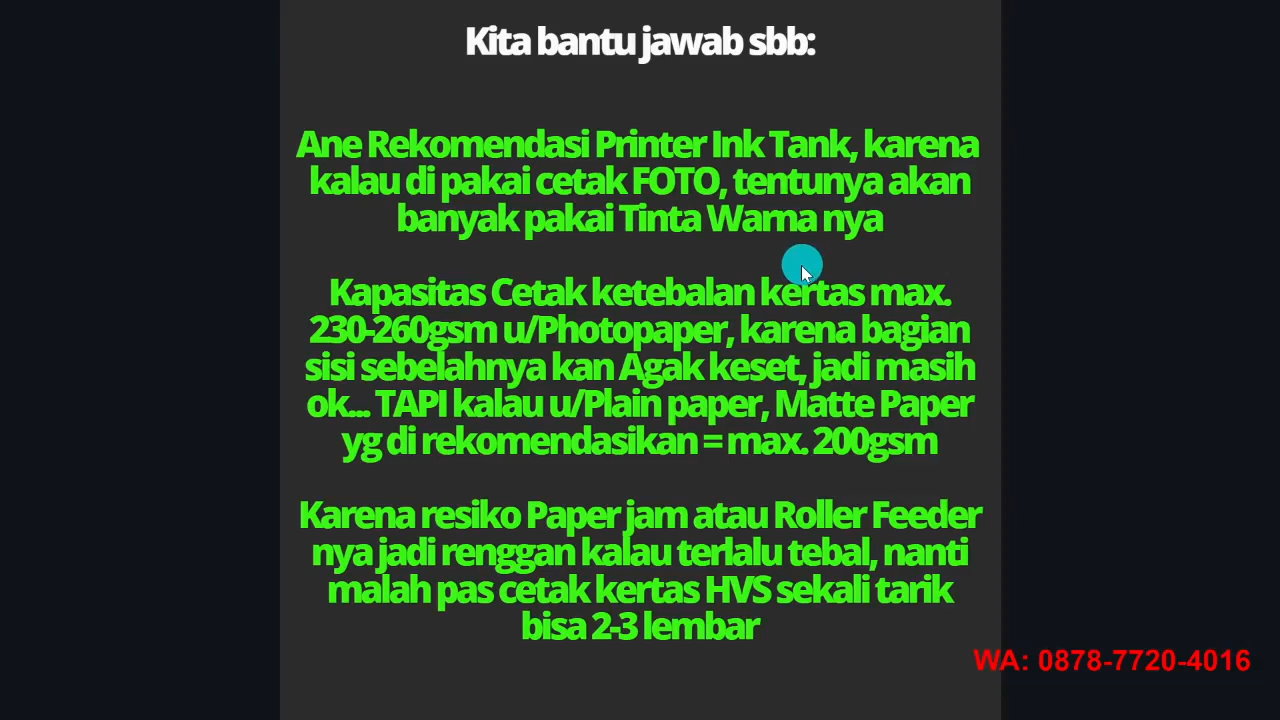 Kita bantu jawab sbb:
Ane Rekomendasi Printer Ink Tank, karena
kalau di pakai cetak FOTO, tentunya akan
banyak pakai Tinta Warna nya
Kapasitas Cetak ketebalan kertas max.
230-260gsm u/Photopaper, karena bagian
sisi sebelahnya kan Agak keset, jadi masih
ok... TAPI kalau u/Plain paper, Matte Paper
yg di rekomendasikan = max. 200gsm
Karena resiko Paper jam atau Roller Feeder
nya jadi renggan kalau terlalu tebal, nanti
malah pas cetak kertas HVS sekali tarik
bisa 2-3 lembar
WA: 0878-7720-4016